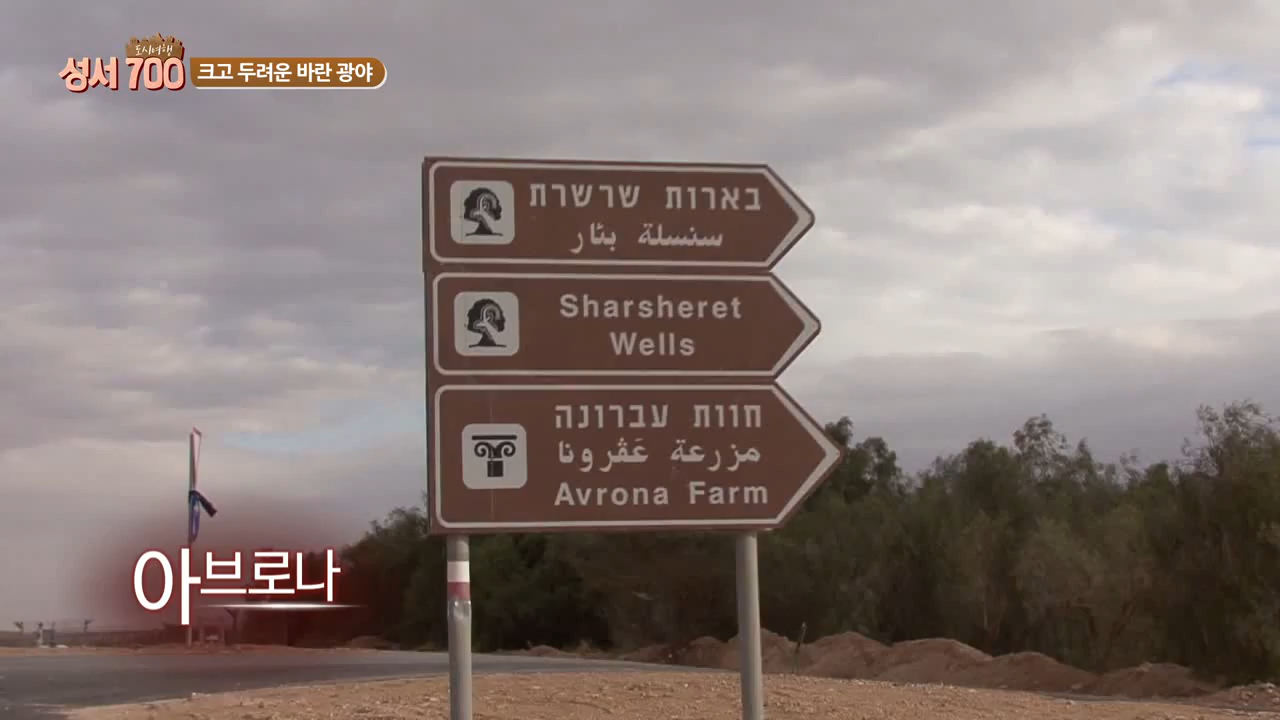 도시여행
성서 700
크고 두려운 바란 광야
בארות שרשרת
سنسلة بئار
Sharsheret
Wells
חוות עברונה
مزرعة عَڤرونا
Avrona Farm
아브로나